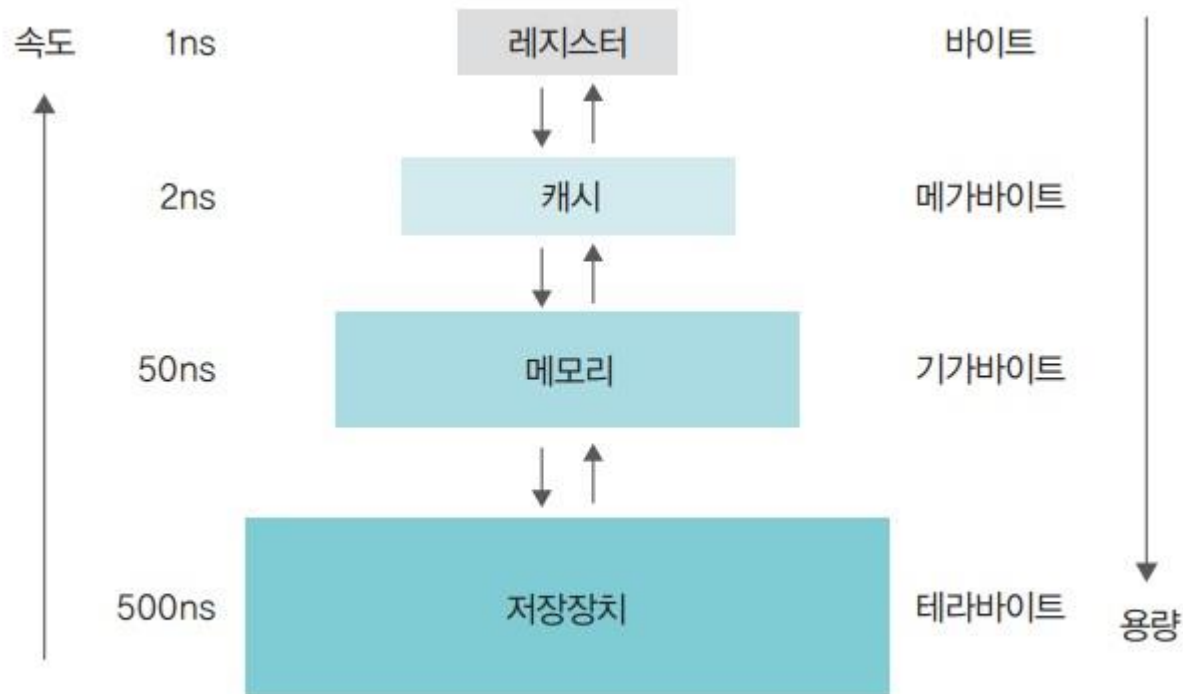 속도 1ns 레지스터 바이트
2ns 캐시 메가바이트
50ns 메모리 기가바이트
500ns 저장장치 테라바이트
용량